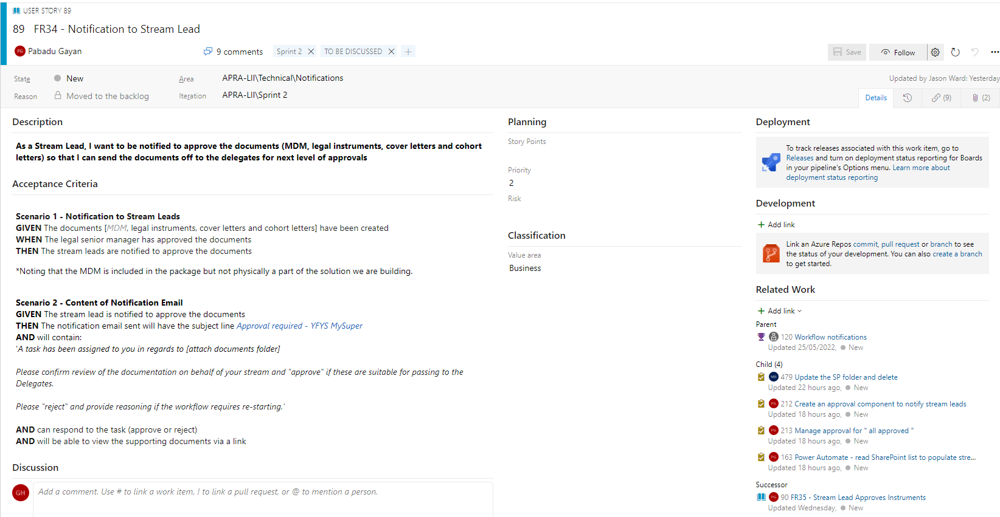 USER STORY 89
89 FR34 - Notification to Stream Lead
PG Pabadu Gayan 9 comments Sprint 2 TO BE DISCUSSED Save Follow
State New Area APRA-LII\Technical\Notifications Updated by Jason Ward: Yesterday
Reason Moved to the backlog Iteration APRA-LII\Sprint 2
Details (9) (2)
Description
As a Stream Lead, I want to be notified to approve the documents (MDM, legal instruments, cover letters and cohort
letters) so that I can send the documents off to the delegates for next level of approvals
Acceptance Criteria
Scenario 1 - Notification to Stream Leads
GIVEN The documents [MDM, legal instruments, cover letters and cohort letters] have been created
WHEN The legal senior manager has approved the documents
THEN The stream leads are notified to approve the documents
*Noting that the MDM is included in the package but not physically a part of the solution we are building.
Scenario 2 - Content of Notification Email
GIVEN The stream lead is notified to approve the documents
THEN The notification email sent will have the subject line Approval required - YFYS MySuper
AND will contain:
'A task has been assigned to you in regards to [attach documents folder]
Please confirm review of the documentation on behalf of your stream and "approve" if these are suitable for passing to the
Delegates.
Please "reject" and provide reasoning if the workflow requires re-starting.'
AND can respond to the task (approve or reject)
AND will be able to view the supporting documents via a link
Discussion
GH Add a comment. Use # to link a work item, ! to link a pull request, or @ to mention a person.
Planning
Story Points
Priority
2
Risk
Classification
Value area
Business
Deployment
To track releases associated with this work item, go to
Releases and turn on deployment status reporting for Boards
in your pipeline's Options menu. Learn more about
deployment status reporting
Development
+ Add link
Link an Azure Repos commit, pull request or branch to see
the status of your development. You can also create a branch
to get started.
Related Work
+ Add link
Parent
120 Workflow notifications
Updated 25/05/2022, New
Child (4)
MB 479 Update the SP folder and delete
Updated 22 hours ago, New
PG 212 Create an approval component to notify stream leads
Updated 18 hours ago, New
PG 213 Manage approval for " all approved "
Updated 18 hours ago, New
PG 163 Power Automate - read SharePoint list to populate stre...
Updated 18 hours ago, New
Successor
PG 90 FR35 - Stream Lead Approves Instruments
Updated Wednesday, New